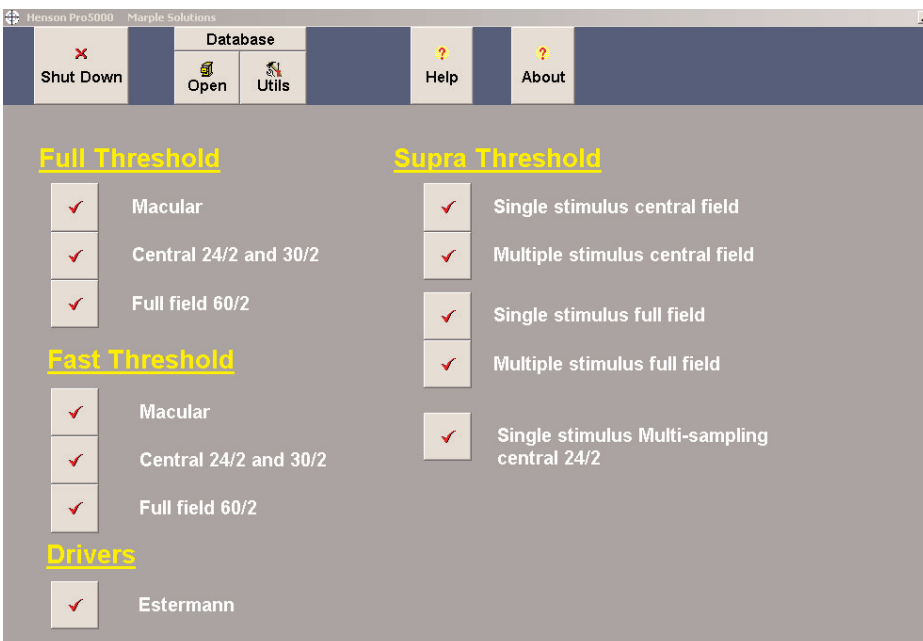 Henson Pro5000 Marple Solutions
Database
Shut Down
Open
Utils
?
Help
?
About
Full Threshold
Macular
Central 24/2 and 30/2
Full field 60/2
Fast Threshold
Macular
Central 24/2 and 30/2
Full field 60/2
Drivers
Estermann
Supra Threshold
Single stimulus central field
Multiple stimulus central field
Single stimulus full field
Multiple stimulus full field
Single stimulus Multi-sampling
central 24/2